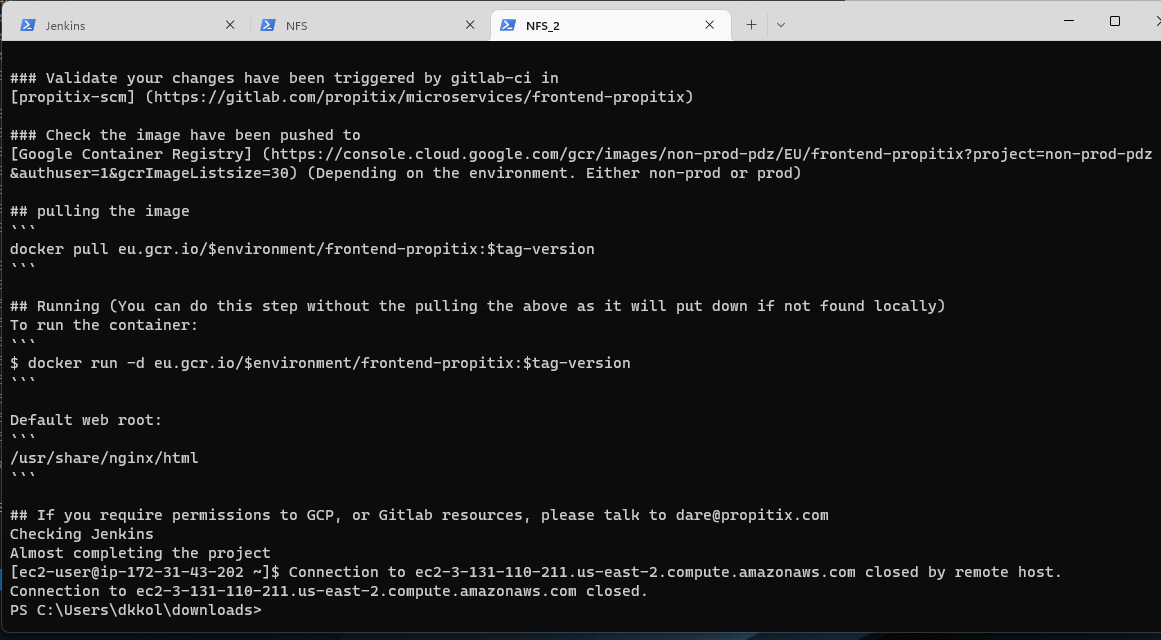 Jenkins
NFS
NFS_2
### Validate your changes have been triggered by gitlab-ci in
[propitix-scm] (https://gitlab.com/propitix/microservices/frontend-propitix)
### Check the image have been pushed to
[Google Container Registry] (https://console.cloud.google.com/gcr/images/non-prod-pdz/EU/frontend-propitix?project=non-prod-pdz
&authuser=1&gcrImageListsize=30) (Depending on the environment. Either non-prod or prod)
## pulling the image
```
docker pull eu.gcr.io/$environment/frontend-propitix:$tag-version
```
## Running (You can do this step without the pulling the above as it will put down if not found locally)
To run the container:
```
$ docker run -d eu.gcr.io/$environment/frontend-propitix:$tag-version
```
Default web root:
```
/usr/share/nginx/html
```
## If you require permissions to GCP, or Gitlab resources, please talk to dare@propitix.com
Checking Jenkins
Almost completing the project
[ec2-user@ip-172-31-43-202 ~]$ Connection to ec2-3-131-110-211.us-east-2.compute.amazonaws.com closed by remote host.
Connection to ec2-3-131-110-211.us-east-2.compute.amazonaws.com closed.
PS C:\Users\dkkol\downloads>